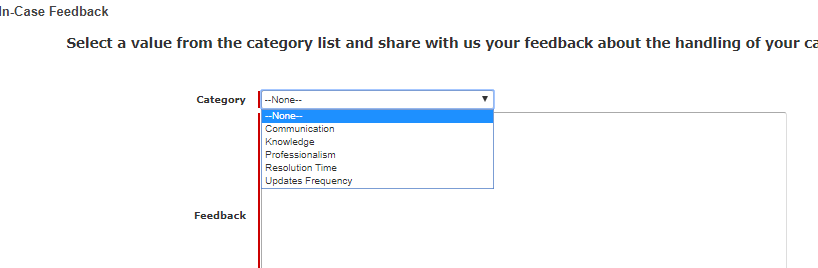 n-Case Feedback
Select a value from the category list and share with us your feedback about the handling of your ca
Category
--None--
--None--
Communication
Knowledge
Professionalism
Resolution Time
Updates Frequency
Feedback